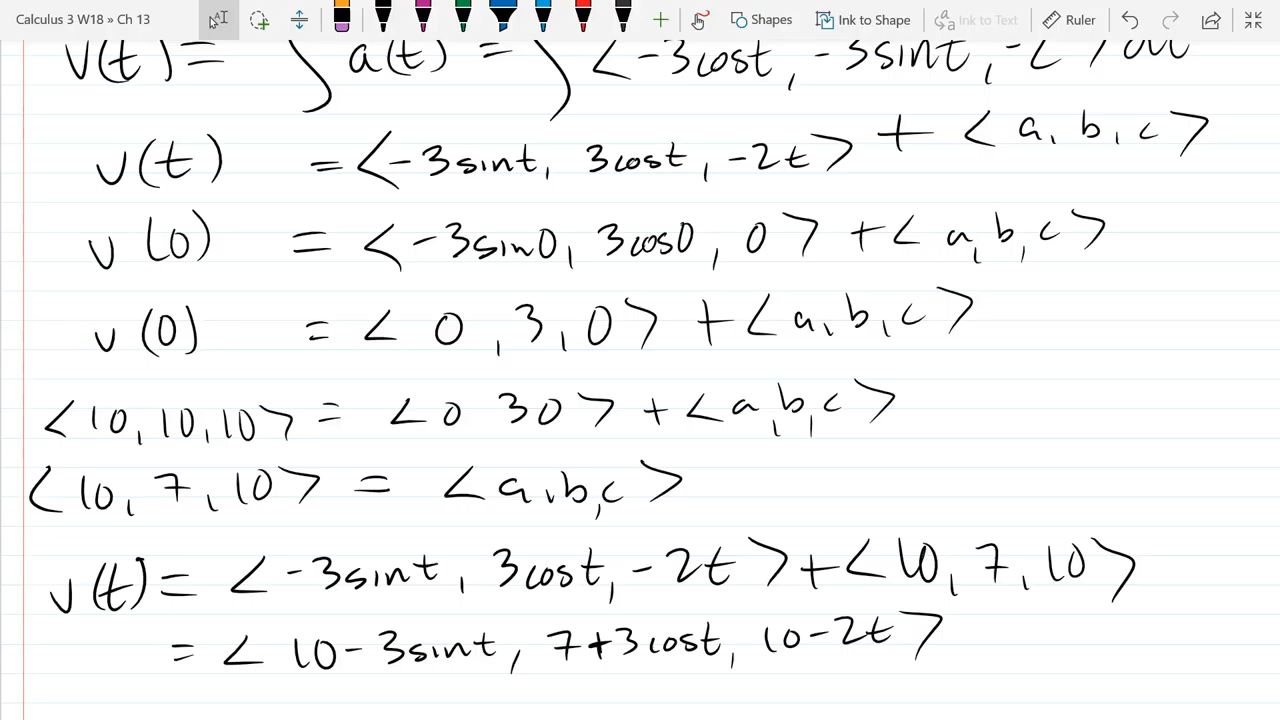 Calculus 3 W18 » Ch 13
Shapes Ink to Shape Ink to Text Ruler
v(t) = ∫ a(t) = ∫ < -3cost, -3sint, -2 >
v(t) = < -3sint, 3cost, -2t > + < a, b, c >
v(0) = < -3sin0, 3cos0, 0 > + < a, b, c >
v(0) = < 0, 3, 0 > + < a, b, c >
< 10, 10, 10 > = < 0 3 0 > + < a, b, c >
< 10, 7, 10 > = < a, b, c >
v(t) = < -3sint, 3cost, -2t > + < 10, 7, 10 >
= < 10 - 3sint, 7+3cost, 10-2t >